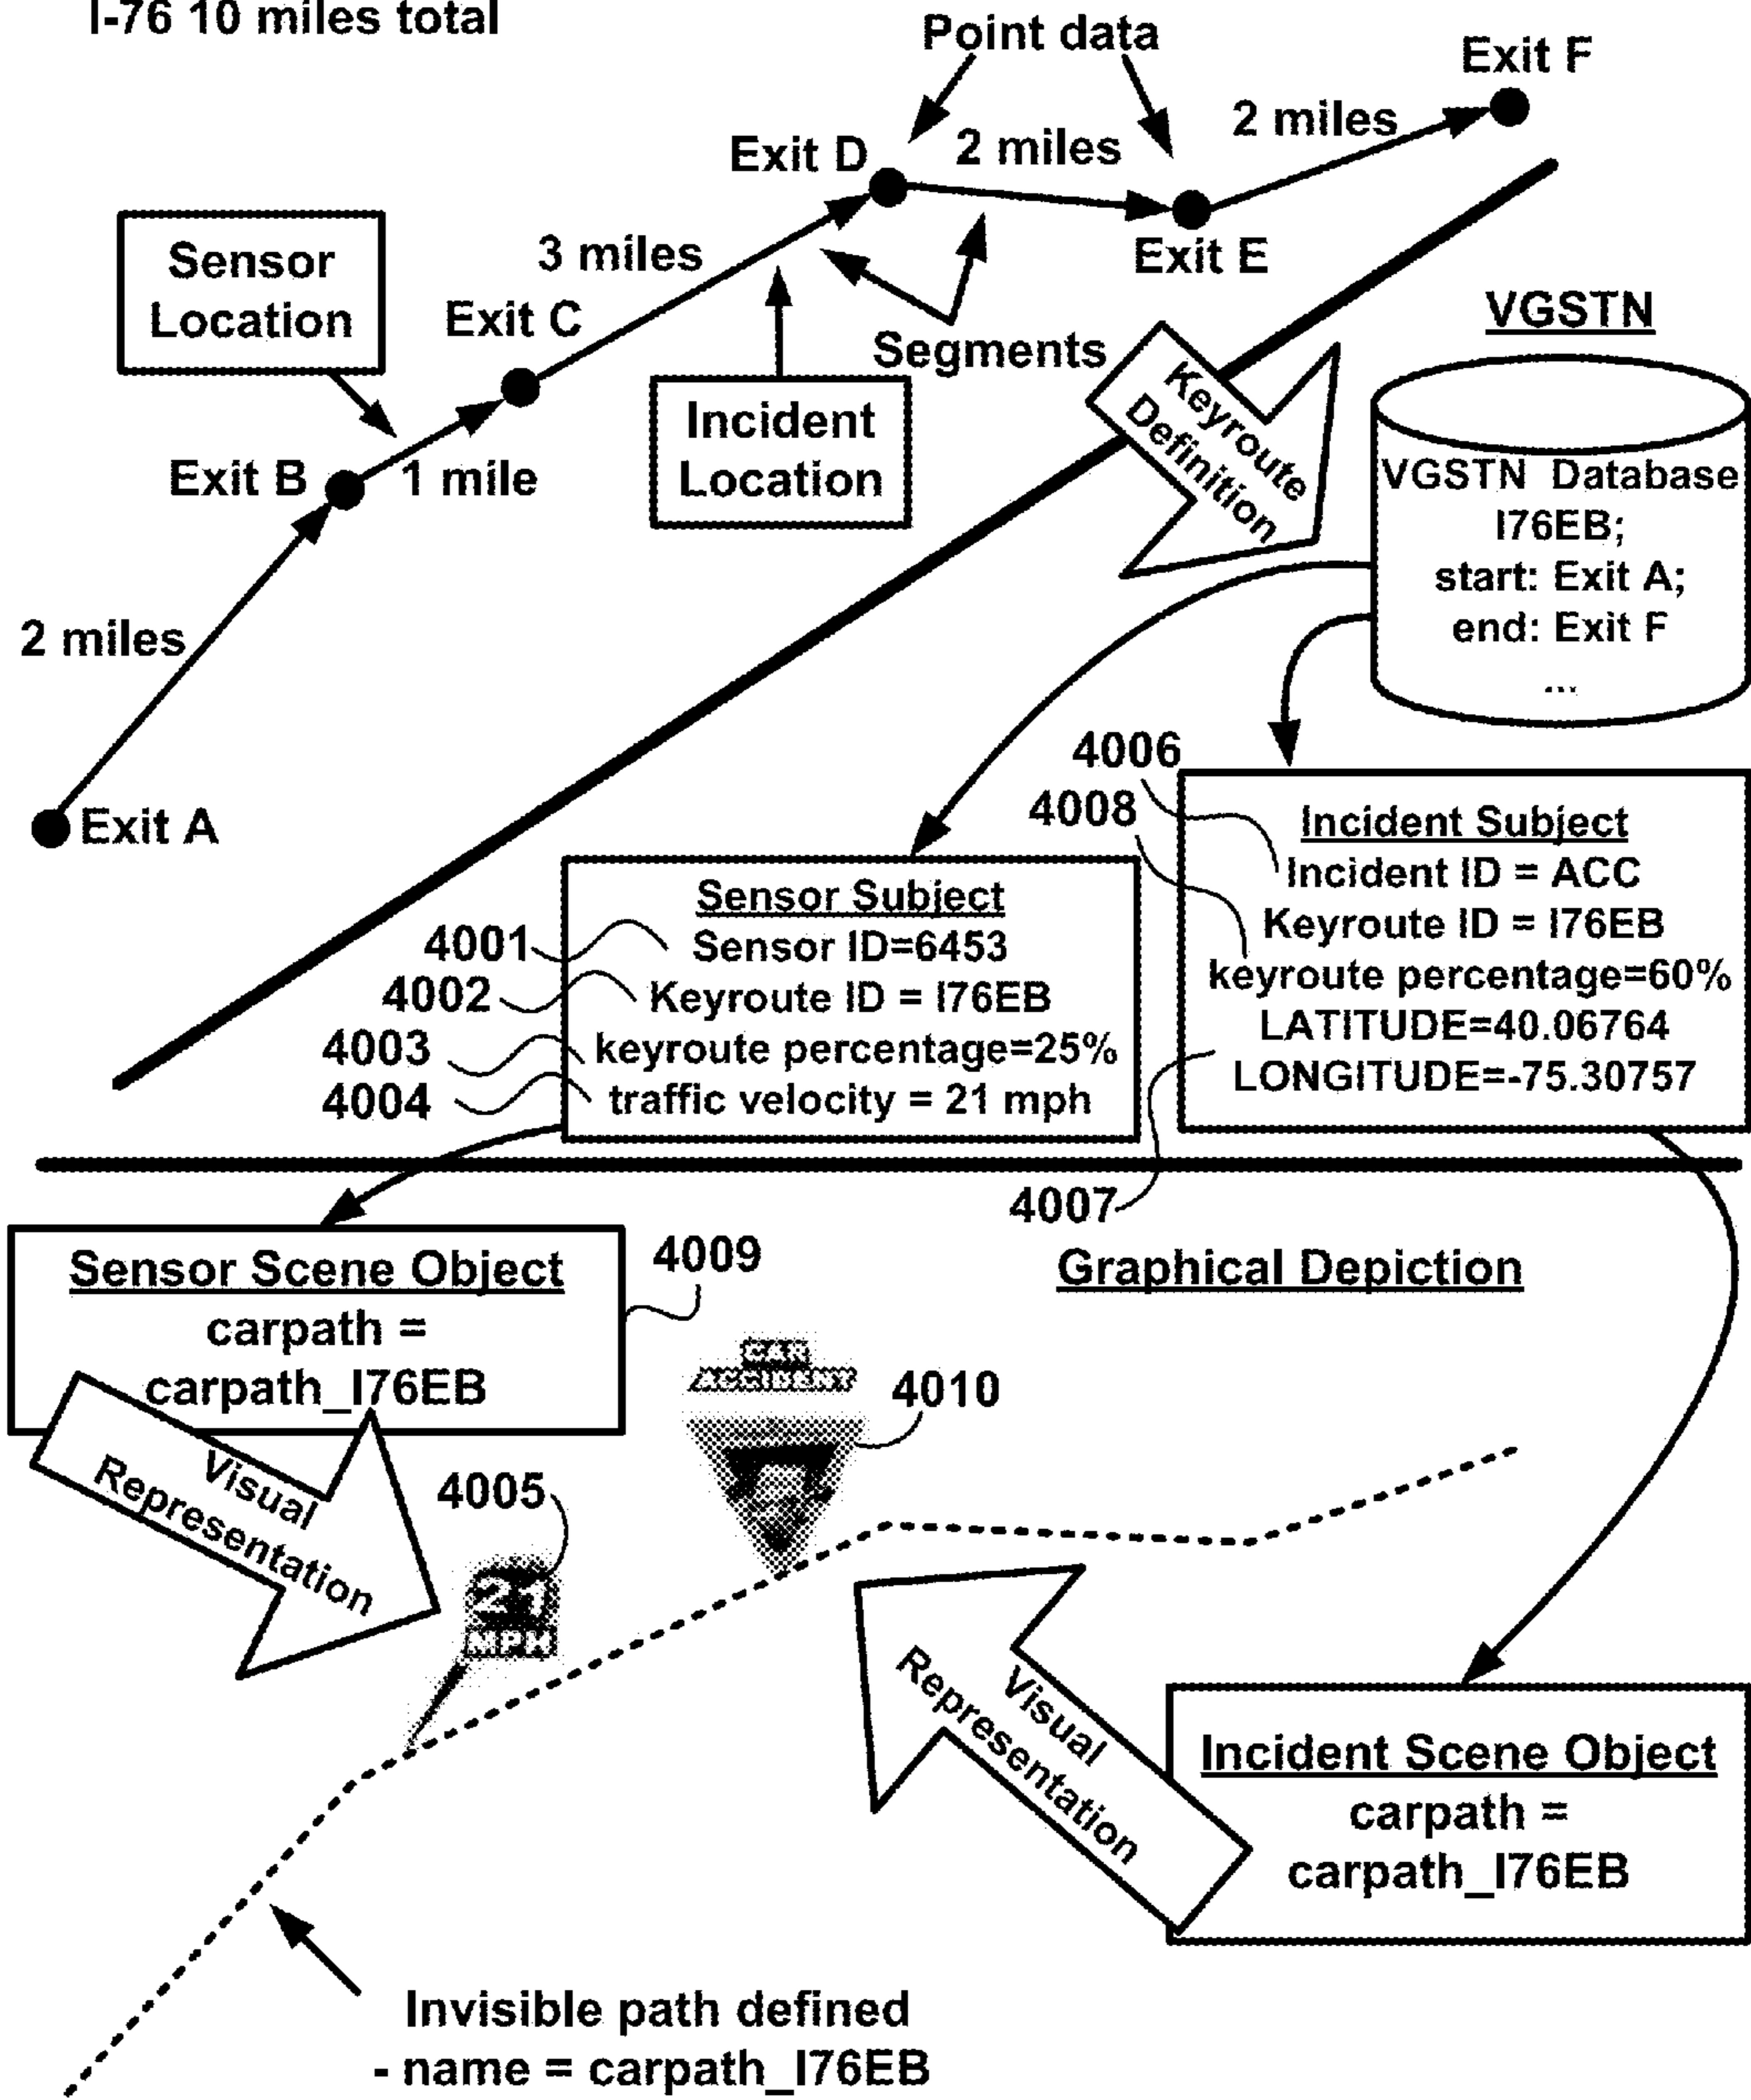 I-76 10 miles total
Point data
Exit F
2 miles
Exit D
2 miles
Sensor
Location
3 miles
Exit E
Exit C
Segments
VGSTN
Incident
Location
Keyroute
Definition
Exit B
1 mile
VGSTN Database
I76EB;
start: Exit A;
end: Exit F
...
2 miles
Exit A
4006
4008
Incident Subject
Incident ID = ACC
Keyroute ID = I76EB
keyroute percentage=60%
LATITUDE=40.06764
LONGITUDE=-75.30757
Sensor Subject
4001
Sensor ID=6453
4002
Keyroute ID = I76EB
4003
keyroute percentage=25%
4004
traffic velocity = 21 mph
4007
Sensor Scene Object
carpath =
carpath_I76EB
4009
Graphical Depiction
CAR
ACCIDENT
4010
Visual
Representation
4005
21
MPH
Visual
Representation
Incident Scene Object
carpath =
carpath_I76EB
Invisible path defined
- name = carpath_I76EB